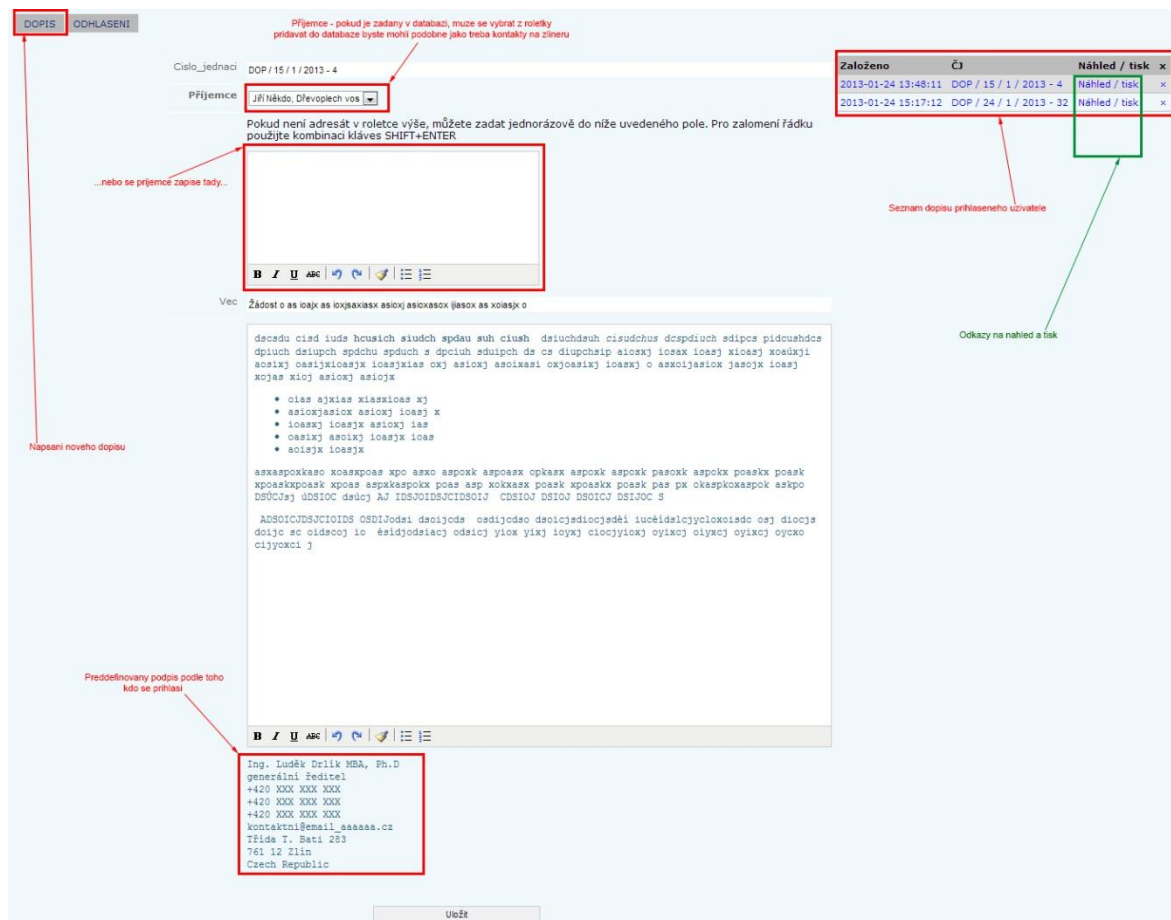 DOPIS ODHLASENI
Příjemce - pokud je zadany v databazi, muze se vybrat z roletky
pridavat do databaze byste mohli podobne jako treba kontakty na zlineru
Cislo_jednaci DOP / 15 / 1 / 2013 - 4
Příjemce Jiří Někdo, Dřevoplech vos
Pokud není adresát v roletce výše, můžete zadat jednorázově do níže uvedeného pole. Pro zalomení řádku
použijte kombinaci kláves SHIFT+ENTER
...nebo se prijemce zapise tady...
B I U ABC
Vec Žádost o as ioajx as ioxjsaxiasx asioxj asioxasox ijiasox as xoiasjx o
dscsdu cisd iuds hcusich siudch spdau suh ciush dsiuchdsuh cisudchus dcspdiuch sdipcs pidcushdcs
dpiuch dsiupch spdchu spduch s dpciuh sduipch ds cs diupchsip aiosxj iosax ioasj xioasj xoaúxji
aosixj oasijxioasjx ioasjxias oxj asioxj asoixasi oxjoasixj ioasxj o asxoijasiox jasojx ioasj
xojas xioj asioxj asiojx
• oias ajxias xiasxioas xj
• asioxjasiox asioxj ioasj x
• ioasxj ioasjx asioxj ias
• oasixj asoixj ioasjx ioas
• aoisjx ioasjx
asxaspoxkaso xoasxpoas xpo asxo aspoxk aspoasx opkasx aspoxk aspoxk pasoxk aspokx poaskx poask
xpoaskxpoask xpoas aspxkaspokx poas asp xokxasx poask xpoaskx poask pas px okaspkoxaspok askpo
DSÚCJsj úDSIOC dsúcj AJ IDSJOIDSJCIDSOIJ CDSIOJ DSIOJ DSOICJ DSIJOC S
ADSOICJDSJCIOIDS OSDIJodsi dsoijcds osdijcdso dsoicjsdiocjsdèí iucèídslcjycloxoisdc osj diocjs
doijc sc oidscoj io èsidjodsiacj odsicj yiox yixj ioyxj ciocjyioxj oyixcj oiyxcj oyixcj oycxo
cijyoxci j
B I U ABC
Napsani noveho dopisu
Preddefinovany podpis podle toho
kdo se prihlasi
Ing. Luděk Drlík MBA, Ph.D
generální ředitel
+420 XXX XXX XXX
+420 XXX XXX XXX
+420 XXX XXX XXX
kontaktni@email_aaaaaa.cz
Třída T. Bati 283
761 12 Zlín
Czech Republic
Uložit
Založeno ČJ Náhled / tisk x
2013-01-24 13:48:11 DOP / 15 / 1 / 2013 - 4 Náhled / tisk x
2013-01-24 15:17:12 DOP / 24 / 1 / 2013 - 32 Náhled / tisk x
Seznam dopisu prihlaseneho uzivatele
Odkazy na nahled a tisk